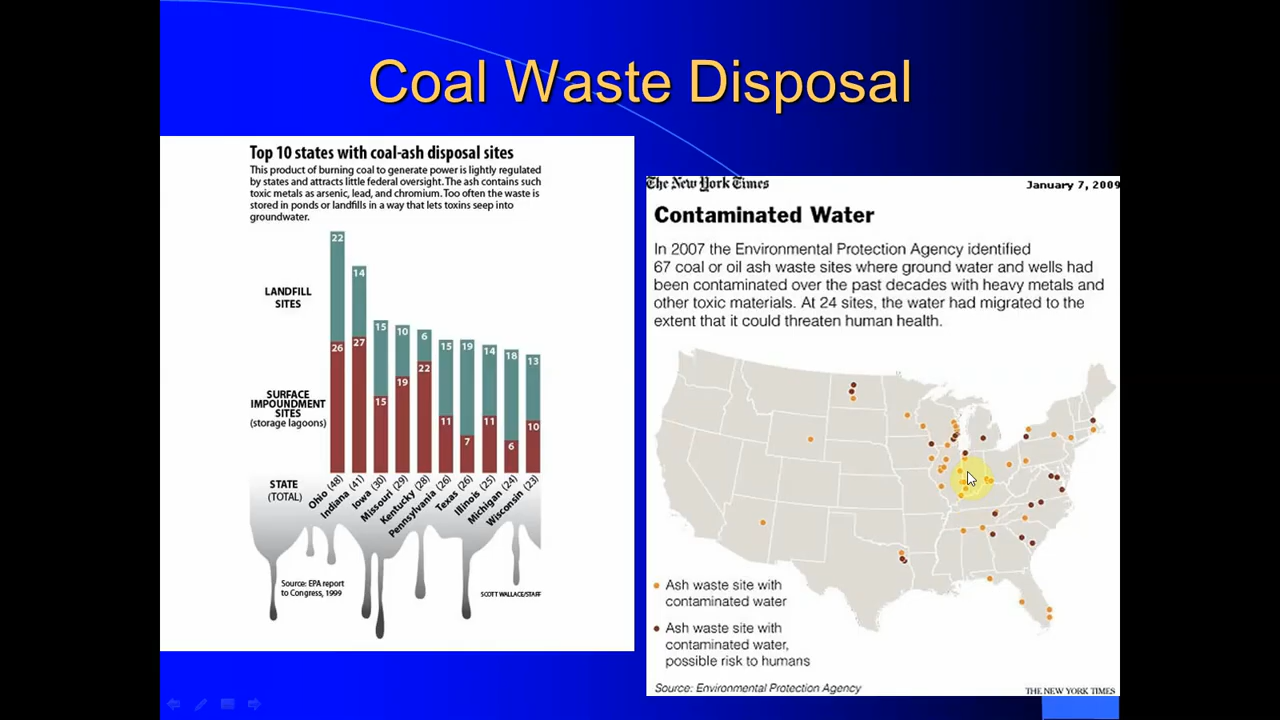 Coal Waste Disposal
Top 10 states with coal-ash disposal sites
This product of burning coal to generate power is lightly regulated
by states and attracts little federal oversight. The ash contains such
toxic metals as arsenic, lead, and chromium. Too often the waste is
stored in ponds or landfills in a way that lets toxins seep into
groundwater.
22
14
15
10
6
15
19
14
18
13
LANDFILL
SITES
26
27
15
19
22
11
7
11
6
10
SURFACE
IMPOUNDMENT
SITES
(storage lagoons)
STATE
(TOTAL)
Ohio (48)
Indiana (41)
Iowa (30)
Missouri (29)
Kentucky (28)
Pennsylvania (26)
Texas (26)
Illinois (25)
Michigan (24)
Wisconsin (23)
Source: EPA report
to Congress, 1999
SCOTT WALLACE/STAFF
The New York Times
January 7, 2009
Contaminated Water
In 2007 the Environmental Protection Agency identified
67 coal or oil ash waste sites where ground water and wells had
been contaminated over the past decades with heavy metals and
other toxic materials. At 24 sites, the water had migrated to the
extent that it could threaten human health.
Ash waste site with
contaminated water
Ash waste site with
contaminated water,
possible risk to humans
Source: Environmental Protection Agency
THE NEW YORK TIMES